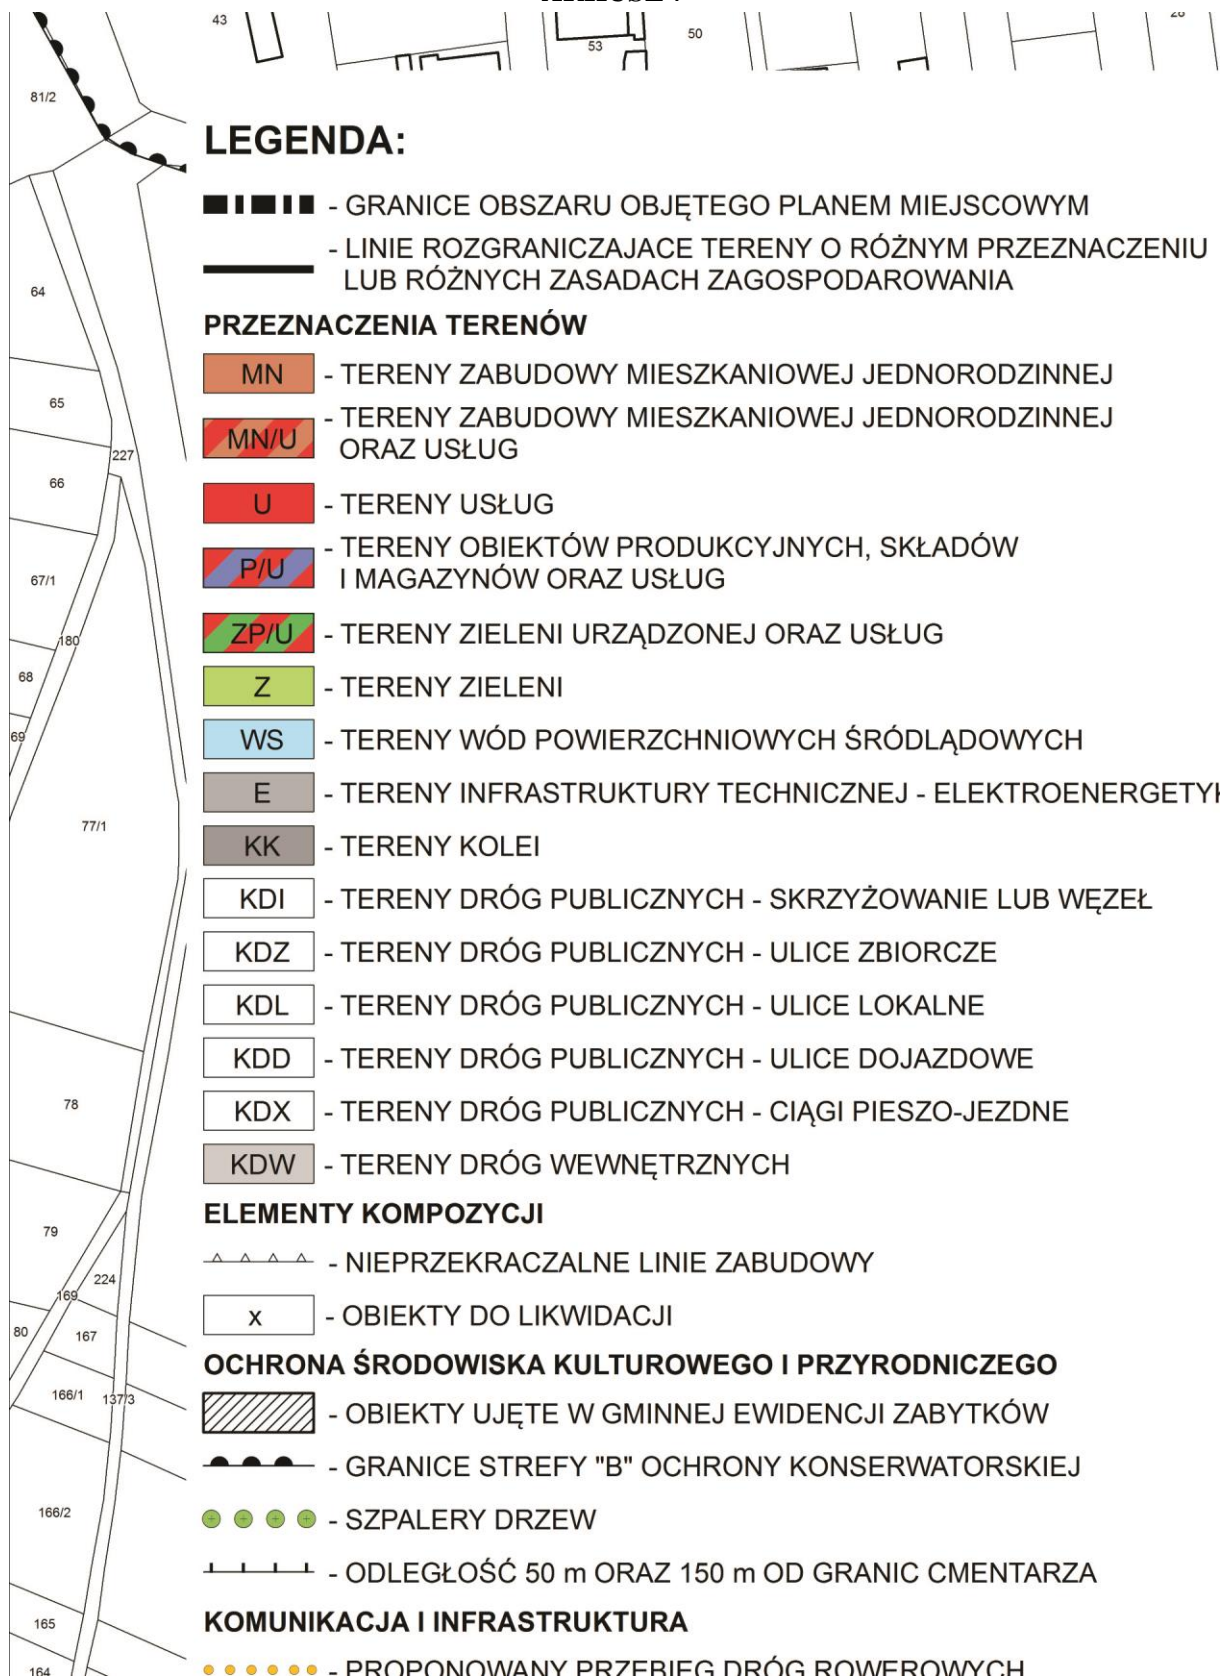 43
53
50
81/2
LEGENDA:
- GRANICE OBSZARU OBJĘTEGO PLANEM MIEJSCOWYM
- LINIE ROZGRANICZAJACE TERENY O RÓŻNYM PRZEZNACZENIU
LUB RÓŻNYCH ZASADACH ZAGOSPODAROWANIA
64
PRZEZNACZENIA TERENÓW
MN - TERENY ZABUDOWY MIESZKANIOWEJ JEDNORODZINNEJ
65
MN/U - TERENY ZABUDOWY MIESZKANIOWEJ JEDNORODZINNEJ
ORAZ USŁUG
227
66
U - TERENY USŁUG
P/U - TERENY OBIEKTÓW PRODUKCYJNYCH, SKŁADÓW
I MAGAZYNÓW ORAZ USŁUG
67/1
180
ZP/U - TERENY ZIELENI URZĄDZONEJ ORAZ USŁUG
68
Z - TERENY ZIELENI
69
WS - TERENY WÓD POWIERZCHNIOWYCH ŚRÓDLĄDOWYCH
E - TERENY INFRASTRUKTURY TECHNICZNEJ - ELEKTROENERGETYK
77/1
KK - TERENY KOLEI
KDI - TERENY DRÓG PUBLICZNYCH - SKRZYŻOWANIE LUB WĘZEŁ
KDZ - TERENY DRÓG PUBLICZNYCH - ULICE ZBIORCZE
KDL - TERENY DRÓG PUBLICZNYCH - ULICE LOKALNE
KDD - TERENY DRÓG PUBLICZNYCH - ULICE DOJAZDOWE
78
KDX - TERENY DRÓG PUBLICZNYCH - CIĄGI PIESZO-JEZDNE
KDW - TERENY DRÓG WEWNĘTRZNYCH
ELEMENTY KOMPOZYCJI
79
- NIEPRZEKRACZALNE LINIE ZABUDOWY
224
169
x - OBIEKTY DO LIKWIDACJI
80
167
OCHRONA ŚRODOWISKA KULTUROWEGO I PRZYRODNICZEGO
166/1
137/3
- OBIEKTY UJĘTE W GMINNEJ EWIDENCJI ZABYTKÓW
- GRANICE STREFY "B" OCHRONY KONSERWATORSKIEJ
166/2
- SZPALERY DRZEW
- ODLEGŁOŚĆ 50 m ORAZ 150 m OD GRANIC CMENTARZA
165
KOMUNIKACJA I INFRASTRUKTURA
164
- PROPONOWANY PRZEBIEG DRÓG ROWEROWYCH